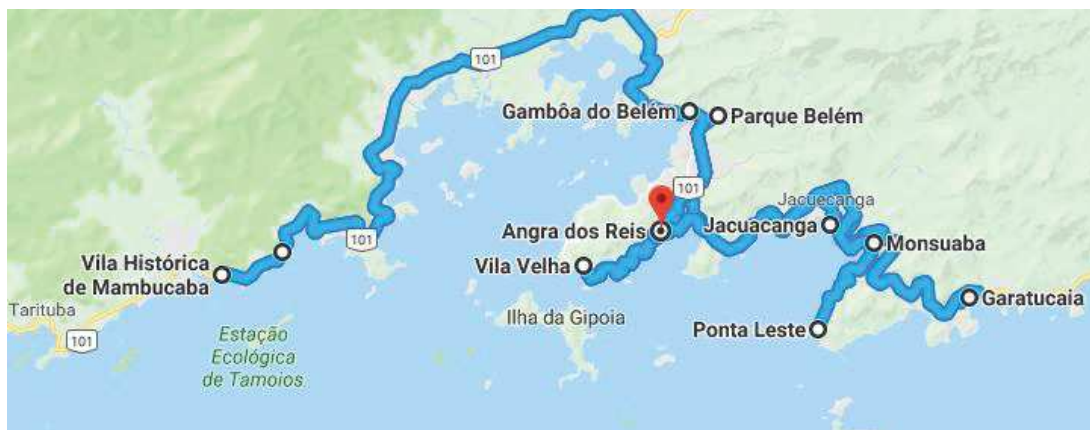 101
Gambôa do Belém
Parque Belém
101
Jacuecanga
Jacuacanga
Angra dos Reis
Monsuaba
Vila Velha
101
Vila Histórica
de Mambucaba
Garatucaia
Tarituba
Ilha da Gipoia
Ponta Leste
101
Estação
Ecológica
de Tamoios